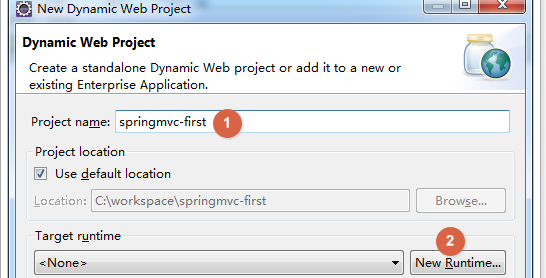 New Dynamic Web Project
Dynamic Web Project
Create a standalone Dynamic Web project or add it to a new or
existing Enterprise Application.
Project name: springmvc-first 1
Project location
Use default location
Location: C:\workspace\springmvc-first Browse...
2
Target runtime
<None> New Runtime...